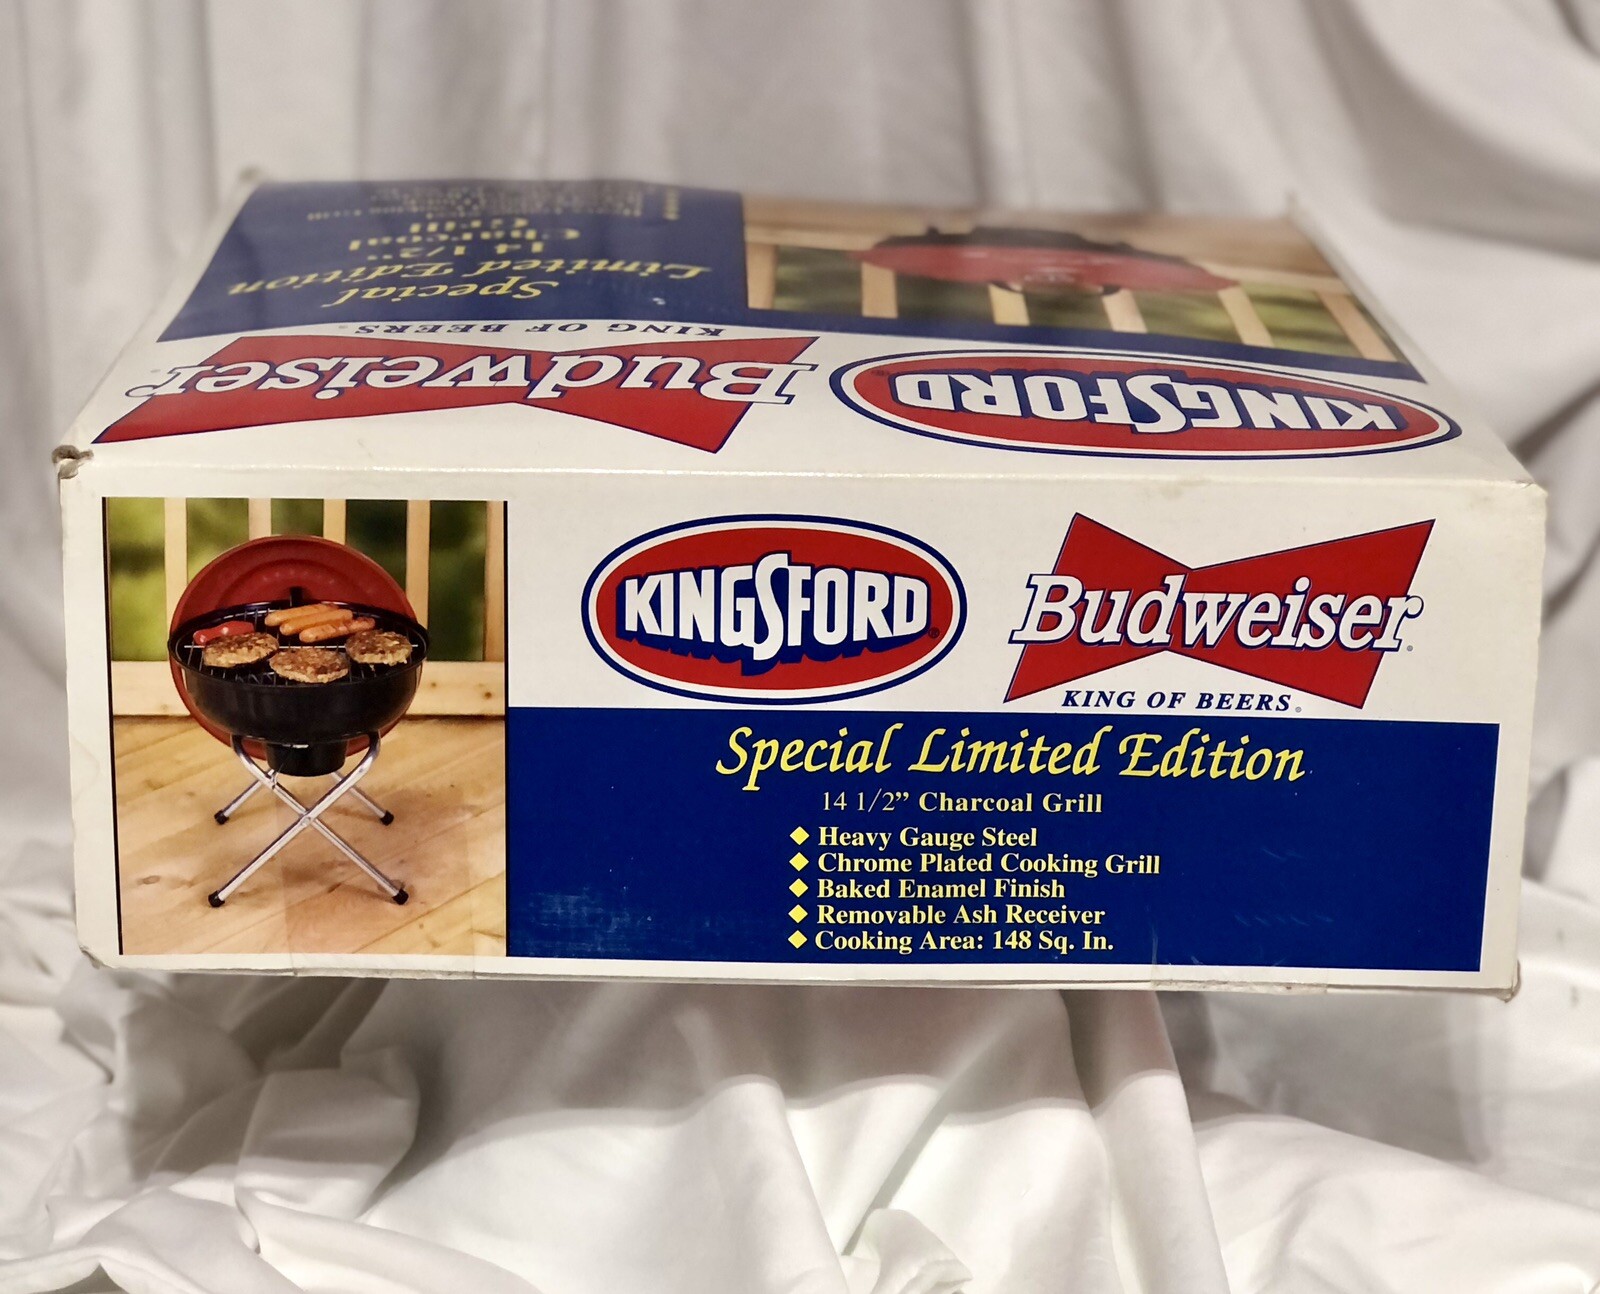 Special
Limited Edition
14 1/2"
Charcoal
Grill
KING OF BEERS®
Budweiser
KINGSFORD
KINGSFORD®
Budweiser®
KING OF BEERS®
Special Limited Edition
14 1/2” Charcoal Grill
◆ Heavy Gauge Steel
◆ Chrome Plated Cooking Grill
◆ Baked Enamel Finish
◆ Removable Ash Receiver
◆ Cooking Area: 148 Sq. In.